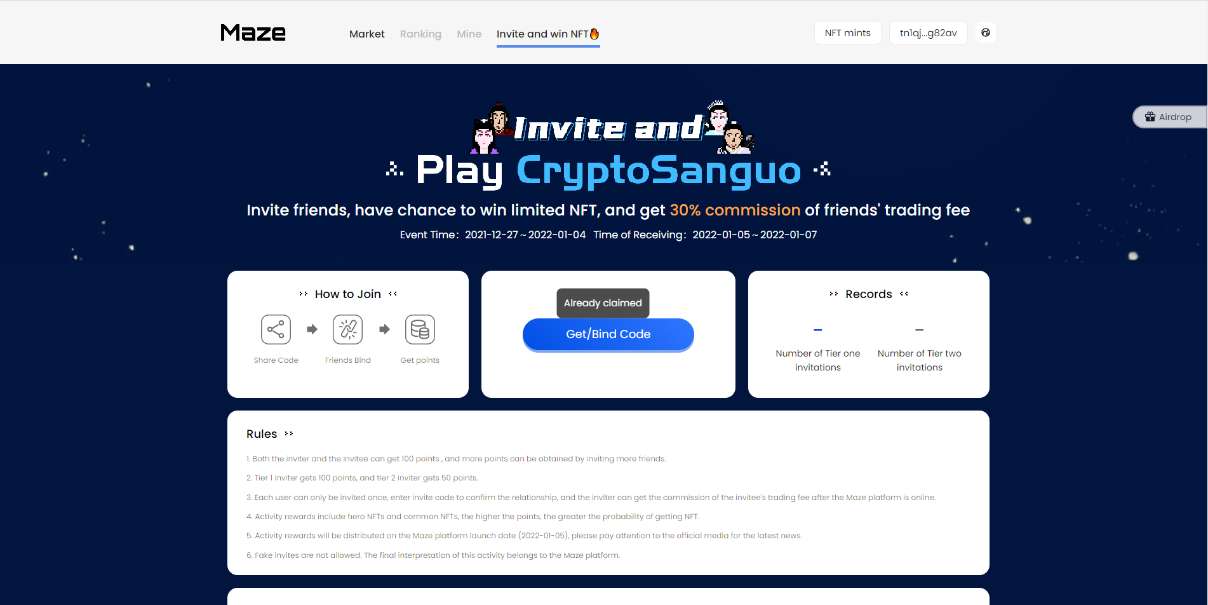 Maze
Market Ranking Mine Invite and win NFT🔥 NFT mints tn1qj...g82av
Airdrop
Invite and
Play CryptoSanguo
Invite friends, have chance to win limited NFT, and get 30% commission of friends' trading fee
Event Time: 2021-12-27~2022-01-04 Time of Receiving: 2022-01-05~2022-01-07
How to Join
Share Code
Friends Bind
Get points
Already claimed
Get/Bind Code
Records
–
Number of Tier one
invitations
–
Number of Tier two
invitations
Rules
1. Both the inviter and the invitee can get 100 points , and more points can be obtained by inviting more friends.
2. Tier 1 inviter gets 100 points, and tier 2 inviter gets 50 points.
3. Each user can only be invited once, enter invite code to confirm the relationship, and the inviter can get the commission of the invitee's trading fee after the Maze platform is online.
4. Activity rewards include hero NFTs and common NFTs, the higher the points, the greater the probability of getting NFT.
5. Activity rewards will be distributed on the Maze platform launch date (2022-01-05), please pay attention to the official media for the latest news.
6. Fake invites are not allowed. The final interpretation of this activity belongs to the Maze platform.